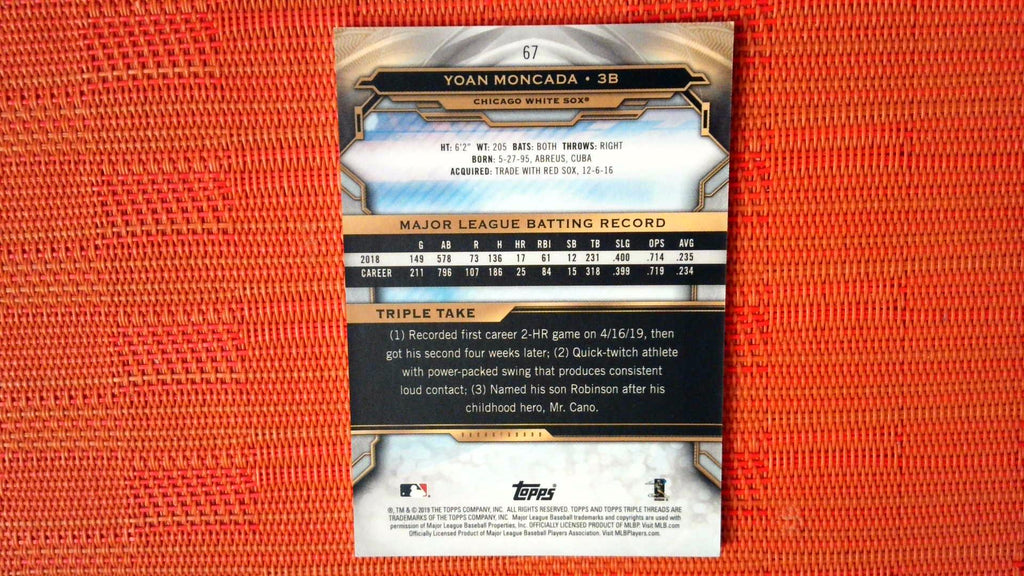 67
YOAN MONCADA • 3B
CHICAGO WHITE SOX®
HT: 6'2" WT: 205 BATS: BOTH THROWS: RIGHT
BORN: 5-27-95, ABREUS, CUBA
ACQUIRED: TRADE WITH RED SOX, 12-6-16
MAJOR LEAGUE BATTING RECORD
G AB R H HR RBI SB TB SLG OPS AVG
2018 149 578 73 136 17 61 12 231 .400 .714 .235
CAREER 211 796 107 186 25 84 15 318 .399 .719 .234
TRIPLE TAKE
(1) Recorded first career 2-HR game on 4/16/19, then
got his second four weeks later; (2) Quick-twitch athlete
with power-packed swing that produces consistent
loud contact; (3) Named his son Robinson after his
childhood hero, Mr. Cano.
Topps
®, TM & © 2019 THE TOPPS COMPANY, INC. ALL RIGHTS RESERVED. TOPPS AND TOPPS TRIPLE THREADS ARE
TRADEMARKS OF THE TOPPS COMPANY, INC. Major League Baseball trademarks and copyrights are used with
permission of Major League Baseball Properties, Inc. OFFICIALLY LICENSED PRODUCT OF MLBP. Visit MLB.com
Officially Licensed Product of Major League Baseball Players Association. Visit MLBPlayers.com.